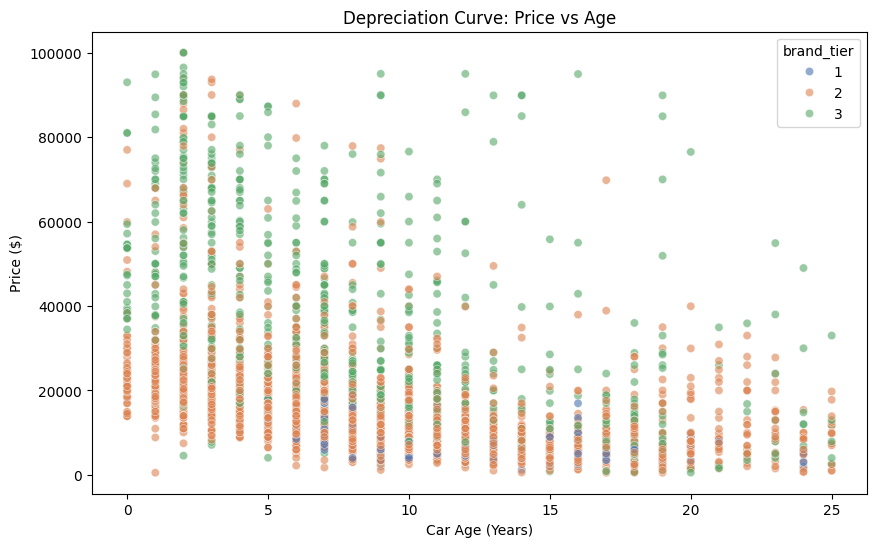 Depreciation Curve: Price vs Age
Price ($)
100000
80000
60000
40000
20000
0
brand_tier
1
2
3
0 5 10 15 20 25
Car Age (Years)